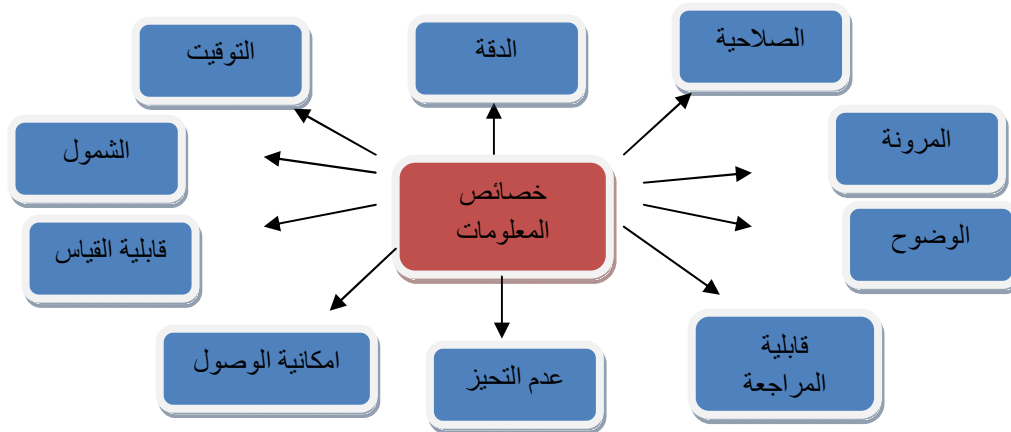 الصلاحية
الدقة
التوقيت
المرونة
الشمول
خصائص
المعلومات
الوضوح
قابلية القياس
قابلية
المراجعة
عدم التحيز
امكانية الوصول